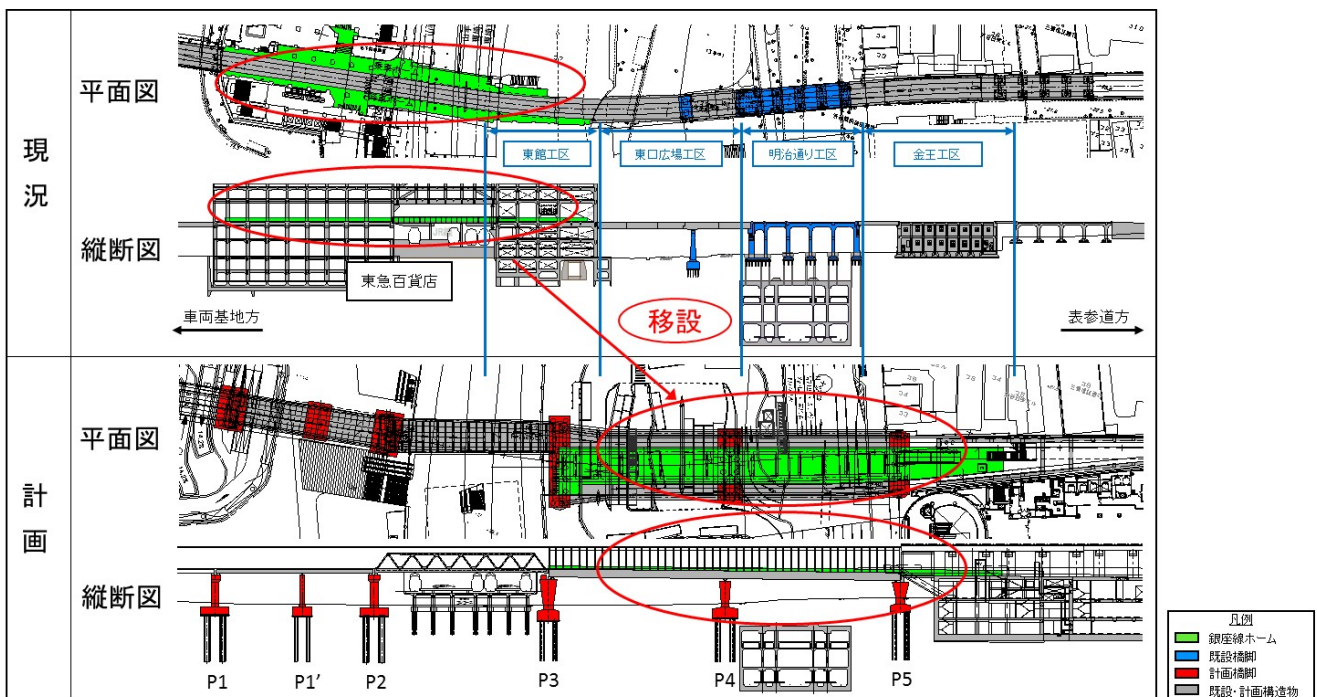 現況
平面図
東館工区
東口広場工区
明治通り工区
金王工区
縦断図
東急百貨店
移設
車両基地方
表参道方
計画
平面図
縦断図
P1
P1’
P2
P3
P4
P5
凡例
銀座線ホーム
既設橋脚
計画橋脚
既設・計画構造物